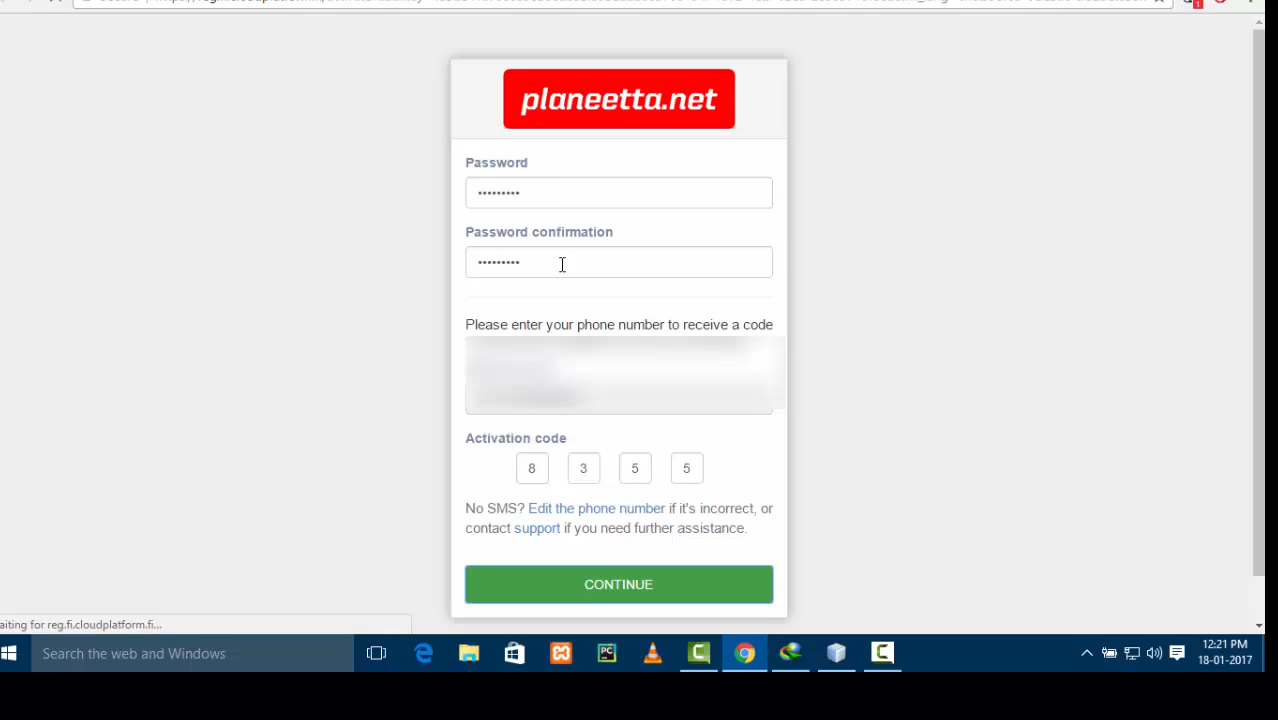 planeetta.net
Password
•••••••••
Password confirmation
•••••••••
Please enter your phone number to receive a code
Activation code
8 3 5 5
No SMS? Edit the phone number if it's incorrect, or
contact support if you need further assistance.
CONTINUE
aiting for reg.fi.cloudplatform.fi...
Search the web and Windows
PC
12:21 PM
18-01-2017